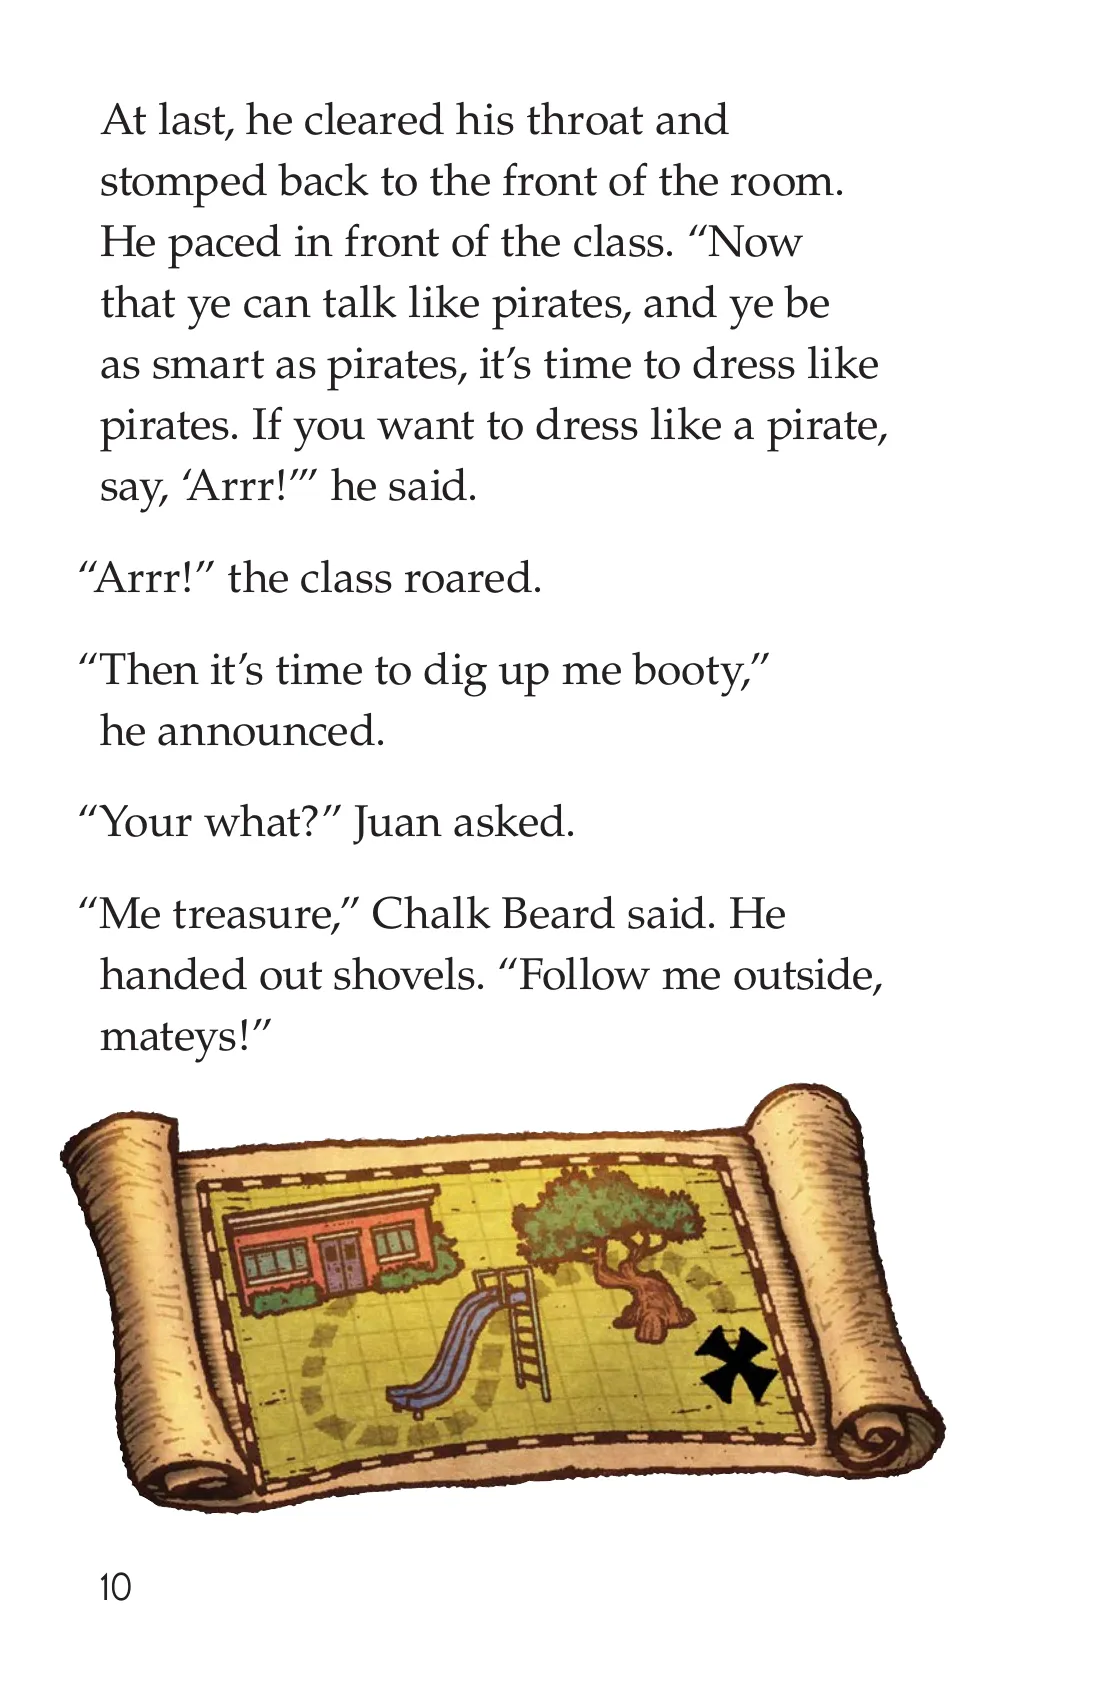 At last, he cleared his throat and
stomped back to the front of the room.
He paced in front of the class. “Now
that ye can talk like pirates, and ye be
as smart as pirates, it’s time to dress like
pirates. If you want to dress like a pirate,
say, ‘Arrr!’” he said.
“Arrr!” the class roared.
“Then it’s time to dig up me booty,”
he announced.
“Your what?” Juan asked.
“Me treasure,” Chalk Beard said. He
handed out shovels. “Follow me outside,
mateys!”
10